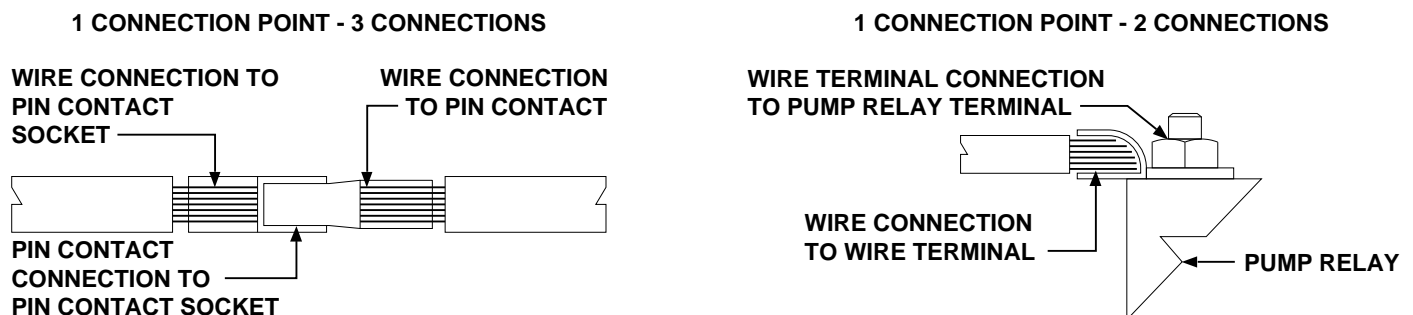 1 CONNECTION POINT - 3 CONNECTIONS
WIRE CONNECTION TO
PIN CONTACT
SOCKET
WIRE CONNECTION
TO PIN CONTACT
PIN CONTACT
CONNECTION TO
PIN CONTACT SOCKET
1 CONNECTION POINT - 2 CONNECTIONS
WIRE TERMINAL CONNECTION
TO PUMP RELAY TERMINAL
WIRE CONNECTION
TO WIRE TERMINAL
PUMP RELAY